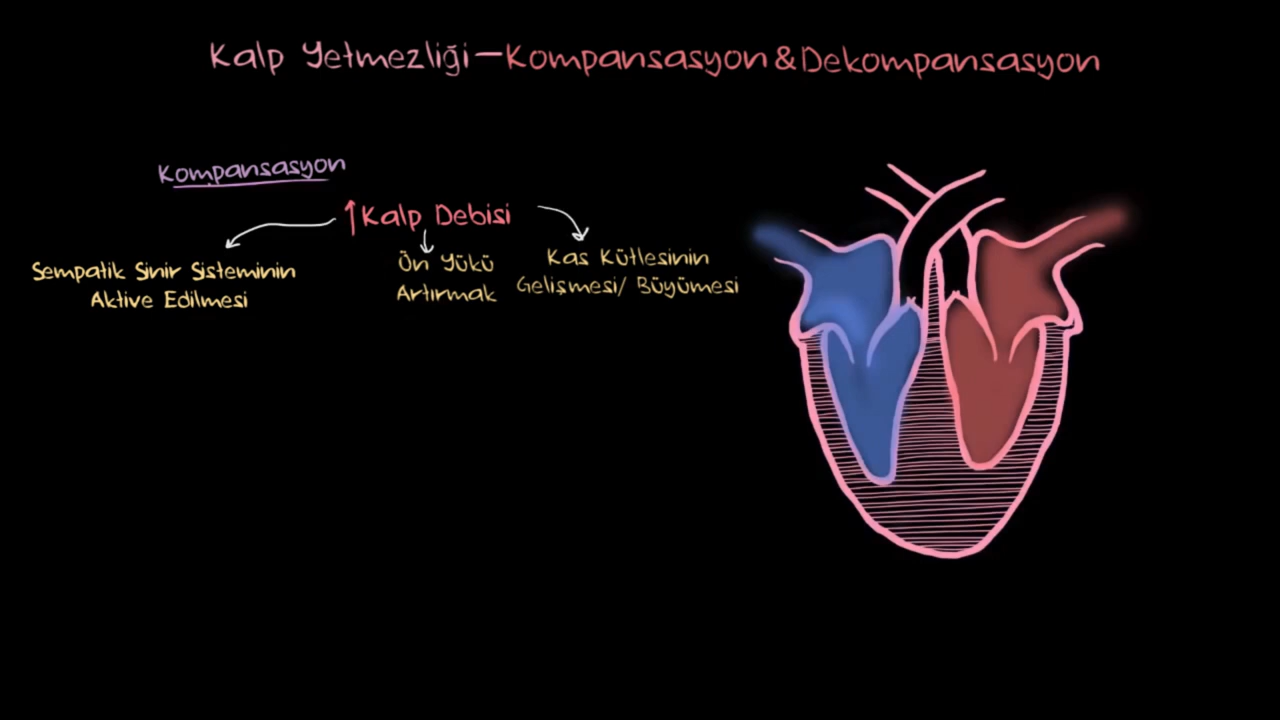 Kalp Yetmezliği—Kompansasyon & Dekompansasyon
Kompansasyon
↑Kalp Debisi
Sempatik Sinir Sisteminin
Aktive Edilmesi
Ön Yükü
Artırmak
Kas Kütlesinin
Gelişmesi/ Büyümesi